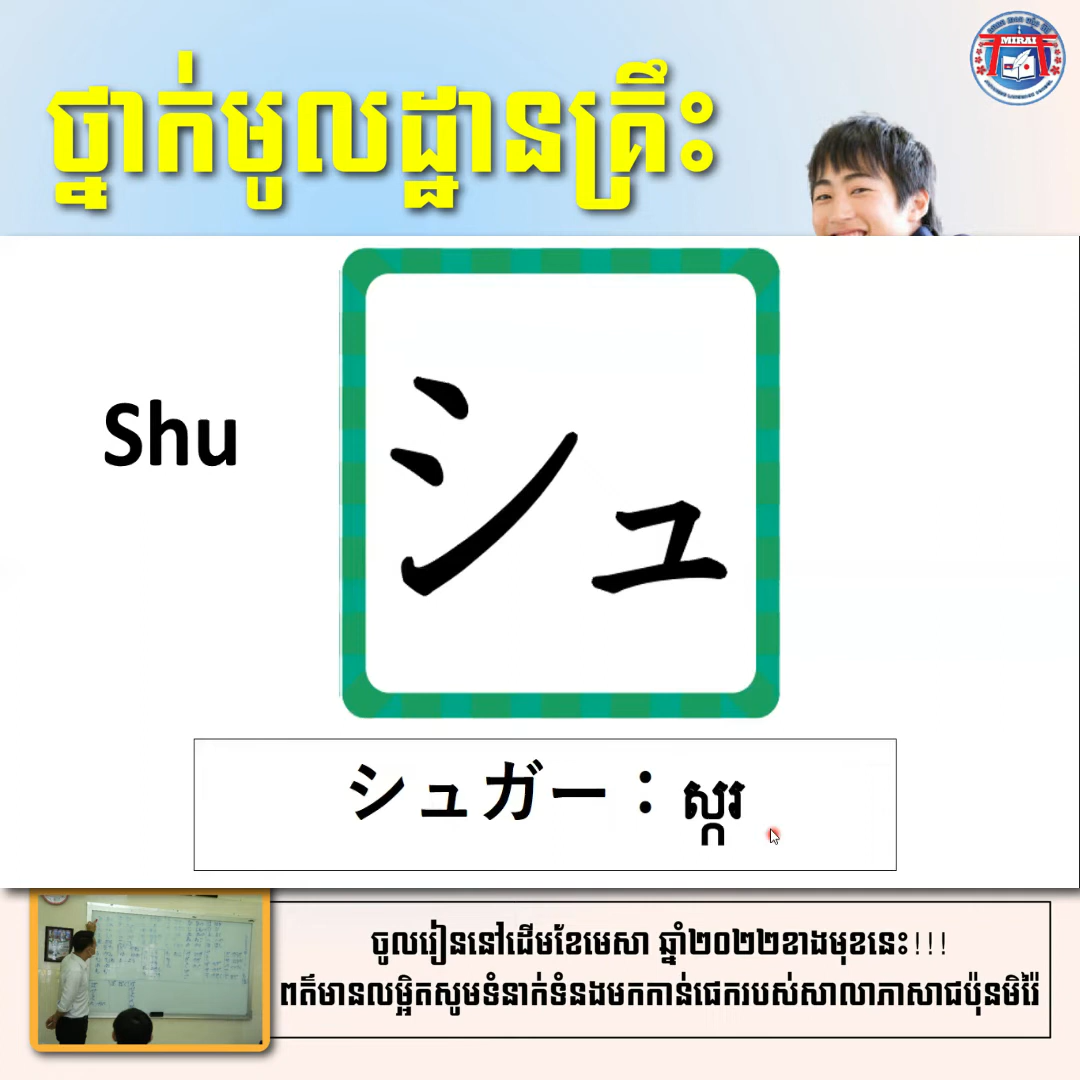 ថ្នាក់មូលដ្ឋានគ្រឹះ
MIRAI
Shu
シュ
シュガー：ស្ករ
ចូលរៀននៅដើមខែមេសា ឆ្នាំ២០២២ខាងមុខនេះ!!!
ពត៌មានលម្អិតសូមទំនាក់ទំនងមកកាន់ផេករបស់សាលាភាសាជប៉ុនមិរ៉ៃ